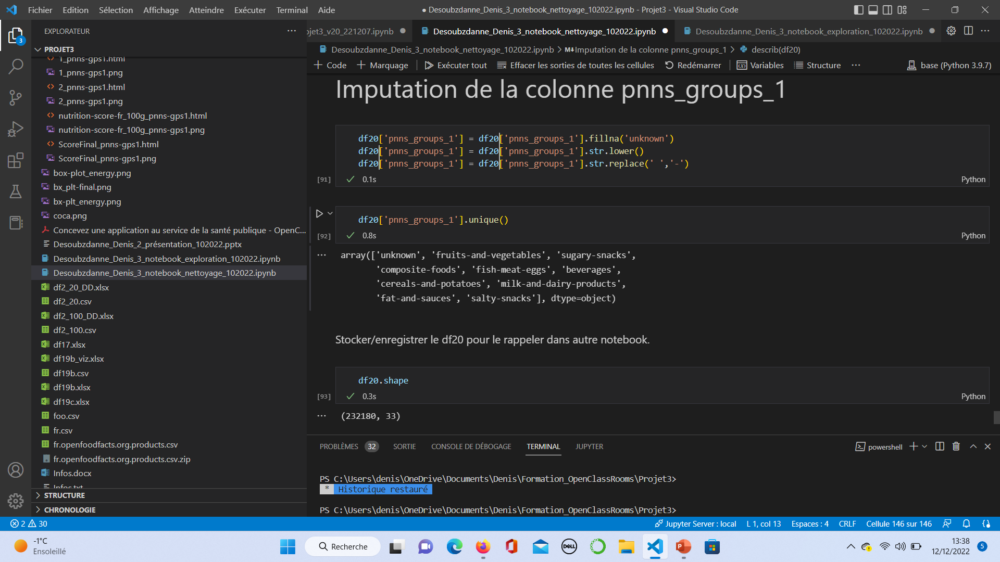 Fichier Edition Sélection Affichage Atteindre Exécuter Terminal Aide
● Desoubzdanne_Denis_3_notebook_nettoyage_102022.ipynb - Projet3 - Visual Studio Code
EXPLORATEUR
PROJET3
1_pnns-gps1.html
1_pnns-gps1.png
2_pnns-gps1.html
2_pnns-gps1.png
nutrition-score-fr_100g_pnns-gps1.html
nutrition-score-fr_100g_pnns-gps1.png
ScoreFinal_pnns-gps1.html
ScoreFinal_pnns-gps1.png
box-plot_energy.png
bx_plt-final.png
bx-plt_energy.png
coca.png
Concevez une application au service de la santé publique - OpenC...
Desoubzdanne_Denis_2_présentation_102022.pptx
Desoubzdanne_Denis_3_notebook_exploration_102022.ipynb
Desoubzdanne_Denis_3_notebook_nettoyage_102022.ipynb
df2_20_DD.xlsx
df2_20.csv
df2_100_DD.xlsx
df2_100.csv
df17.xlsx
df19b_viz.xlsx
df19b.csv
df19b.xlsx
df19c.xlsx
foo.csv
fr.csv
fr.openfoodfacts.org.products.csv
fr.openfoodfacts.org.products.csv.zip
Infos.docx
Infos.txt
STRUCTURE
CHRONOLOGIE
ojet3_v20_221207.ipynb
Desoubzdanne_Denis_3_notebook_nettoyage_102022.ipynb
Desoubzdanne_Denis_3_notebook_exploration_102022.ipynb
Desoubzdanne_Denis_3_notebook_nettoyage_102022.ipynb > M↓Imputation de la colonne pnns_groups_1 > describ(df20)
+ Code + Marquage Exécuter tout Effacer les sorties de toutes les cellules Redémarrer Variables Structure ··· base (Python 3.9.7)
Imputation de la colonne pnns_groups_1
df20['pnns_groups_1'] = df20['pnns_groups_1'].fillna('unknown')
df20['pnns_groups_1'] = df20['pnns_groups_1'].str.lower()
df20['pnns_groups_1'] = df20['pnns_groups_1'].str.replace(' ','-')
[91] ✓ 0.1s Python
df20['pnns_groups_1'].unique()
[92] ✓ 0.8s Python
array(['unknown', 'fruits-and-vegetables', 'sugary-snacks',
'composite-foods', 'fish-meat-eggs', 'beverages',
'cereals-and-potatoes', 'milk-and-dairy-products',
'fat-and-sauces', 'salty-snacks'], dtype=object)
Stocker/enregistrer le df20 pour le rappeler dans autre notebook.
df20.shape
[93] ✓ 0.3s Python
(232180, 33)
PROBLÈMES 32 SORTIE CONSOLE DE DÉBOGAGE TERMINAL JUPYTER
powershell
PS C:\Users\denis\OneDrive\Documents\Denis\Formation_OpenClassRooms\Projet3>
* Historique restauré
PS C:\Users\denis\OneDrive\Documents\Denis\Formation_OpenClassRooms\Projet3>
2 30
Jupyter Server : local L 1, col 13 Espaces : 4 CRLF Cellule 146 sur 146
-1°C
Ensoleillé
Recherche
DELL
13:38
12/12/2022
5
3